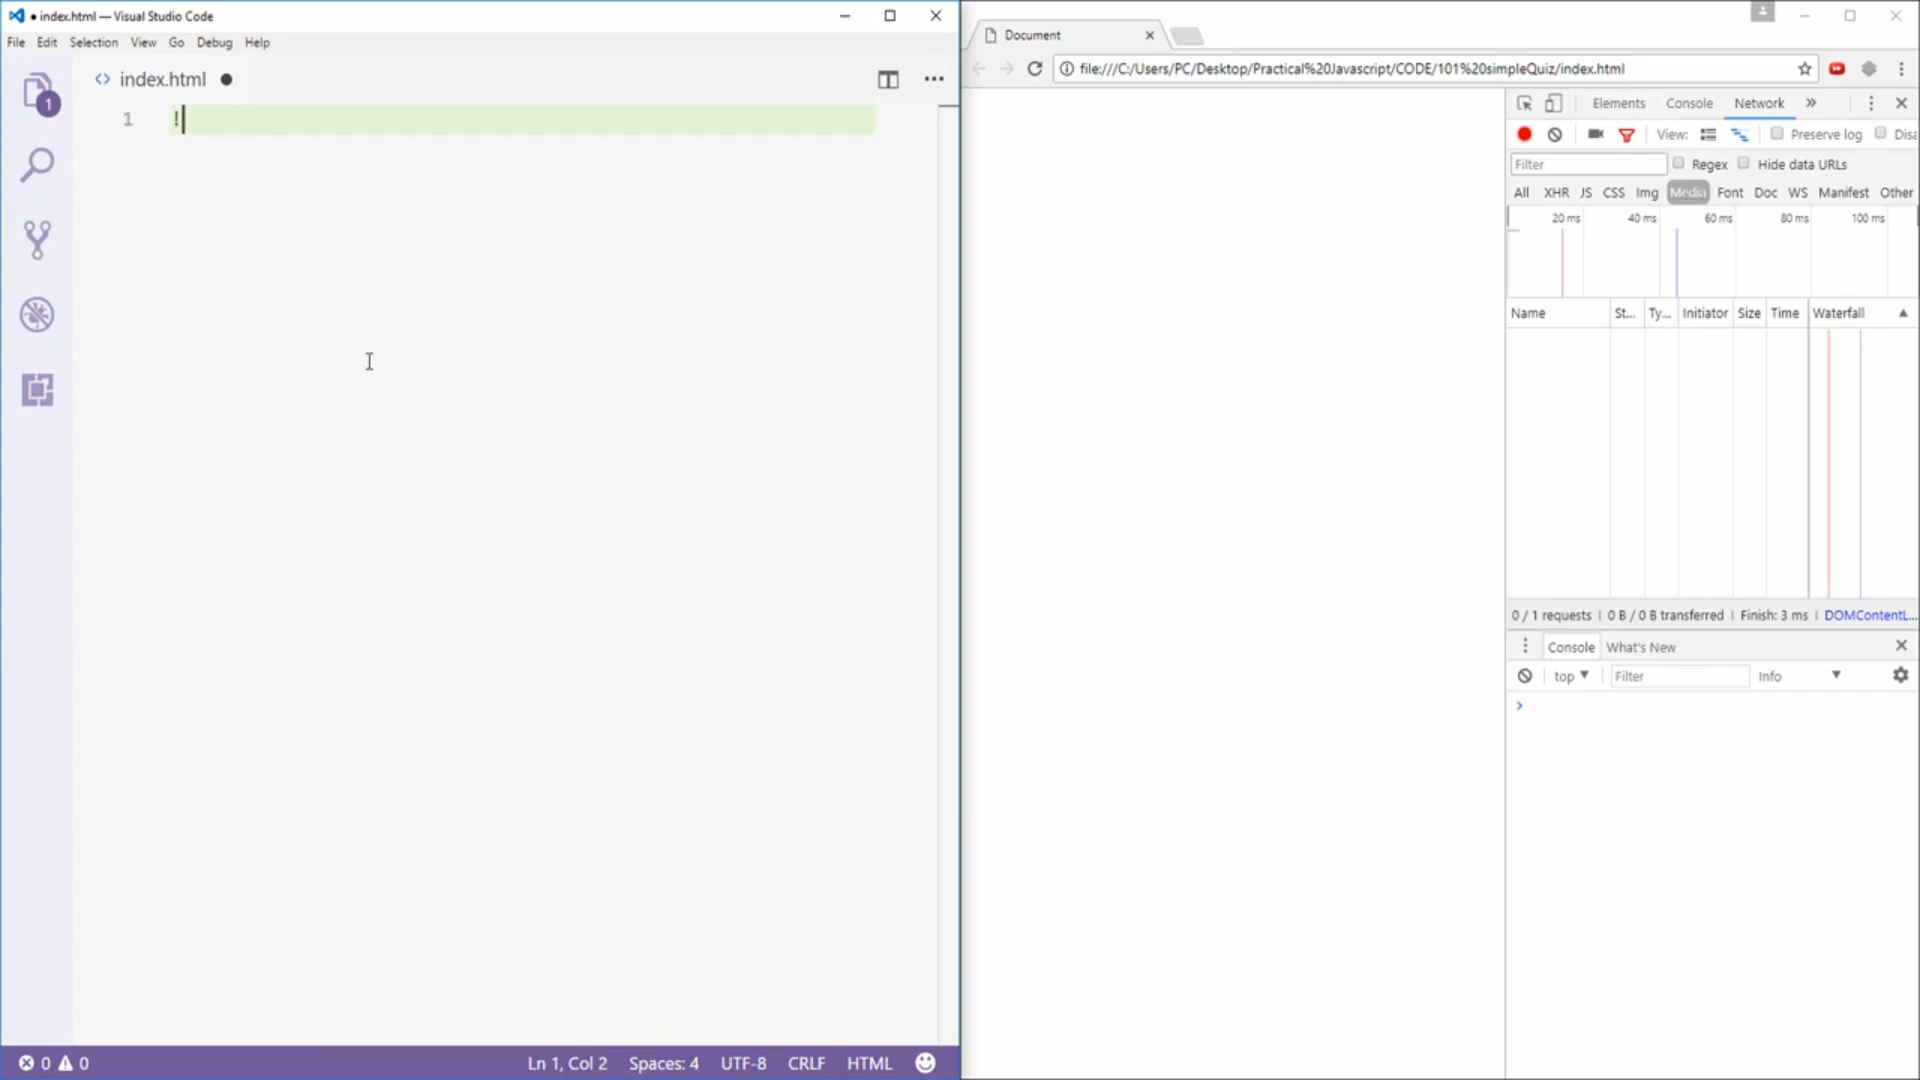 ● index.html — Visual Studio Code
File Edit Selection View Go Debug Help
index.html ●
1
1 !
0 0
Ln 1, Col 2 Spaces: 4 UTF-8 CRLF HTML
Document
file:///C:/Users/PC/Desktop/Practical%20Javascript/CODE/101%20simpleQuiz/index.html
Elements Console Network »
View: Preserve log Disa
Filter Regex Hide data URLs
All XHR JS CSS Img Media Font Doc WS Manifest Other
20 ms 40 ms 60 ms 80 ms 100 ms
Name St... Ty... Initiator Size Time Waterfall
0 / 1 requests | 0 B / 0 B transferred | Finish: 3 ms | DOMContentL...
Console What's New
top Filter Info